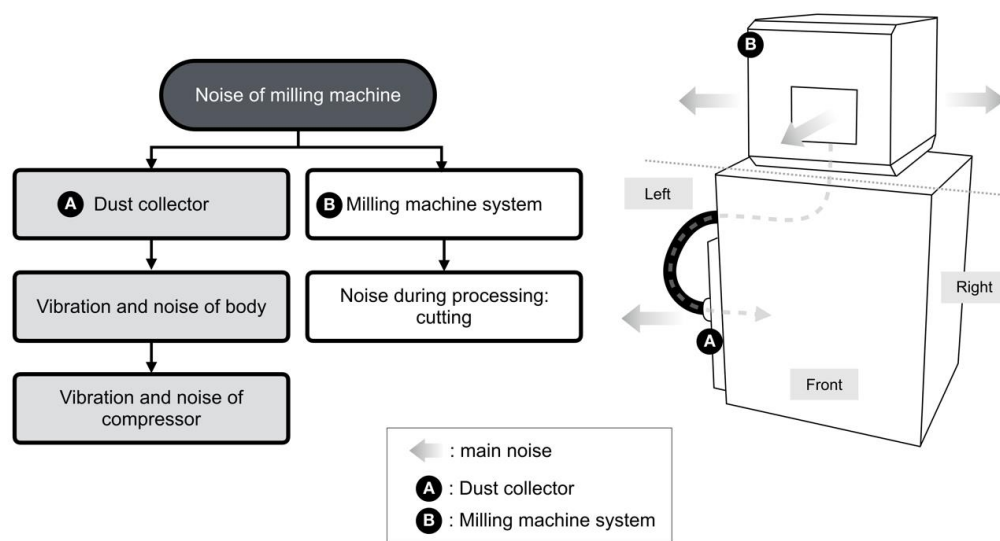 Noise of milling machine
A Dust collector
B Milling machine system
Vibration and noise of body
Noise during processing:
cutting
Vibration and noise of
compressor
B
Left
Right
A
Front
: main noise
A : Dust collector
B : Milling machine system